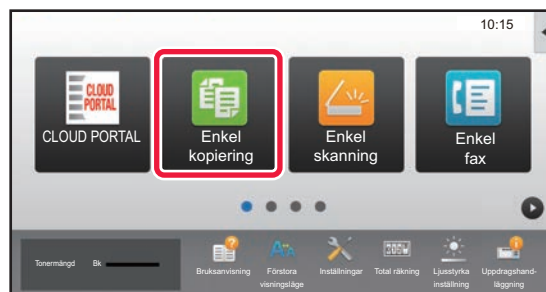 10:15
CLOUD
PORTAL
CLOUD PORTAL
Enkel
kopiering
Enkel
skanning
Enkel
fax
Tonermängd Bk
Bruksanvisning
Förstora
visningsläge
Inställningar
Total räkning
Ljusstyrka
inställning
Uppdragshand-
läggning